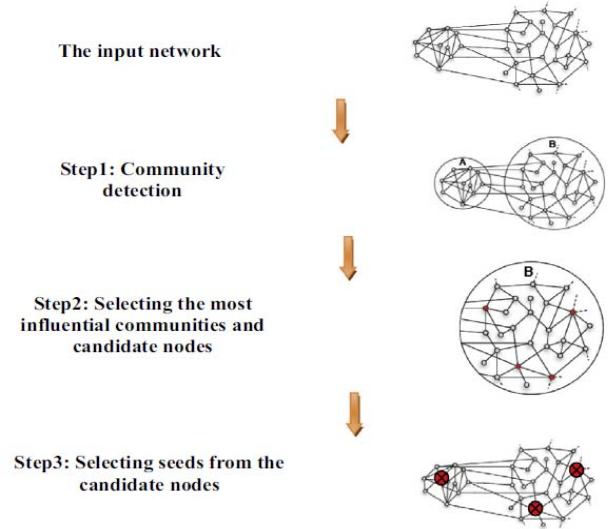 The input network
Step1: Community
detection
A
B
Step2: Selecting the most
influential communities and
candidate nodes
B
Step3: Selecting seeds from the
candidate nodes